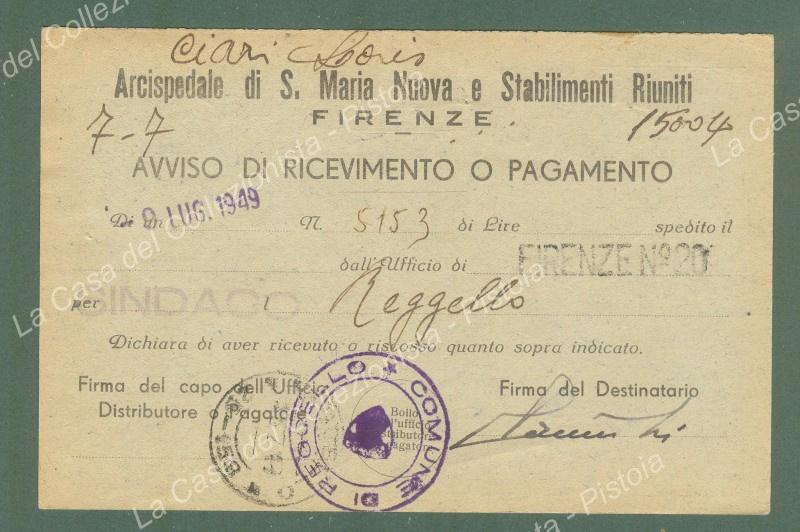 Ciari Loris
Arcispedale di S. Maria Nuova e Stabilimenti Riuniti
FIRENZE
7-7 15004
AVVISO DI RICEVIMENTO O PAGAMENTO
Di un 9 LUG. 1949 N. 5153 di Lire spedito il
dall'Ufficio di FIRENZE Nº 20
per SINDACO Reggello
Dichiara di aver ricevuto o riscosso quanto sopra indicato.
Firma del capo dell'Ufficio Firma del Destinatario
Distributore o Pagatore
Bollo
l'ufficio
stributore
pagatore
COMUNE DI REGGELLO
La Casa del Collezionista - Pistoia